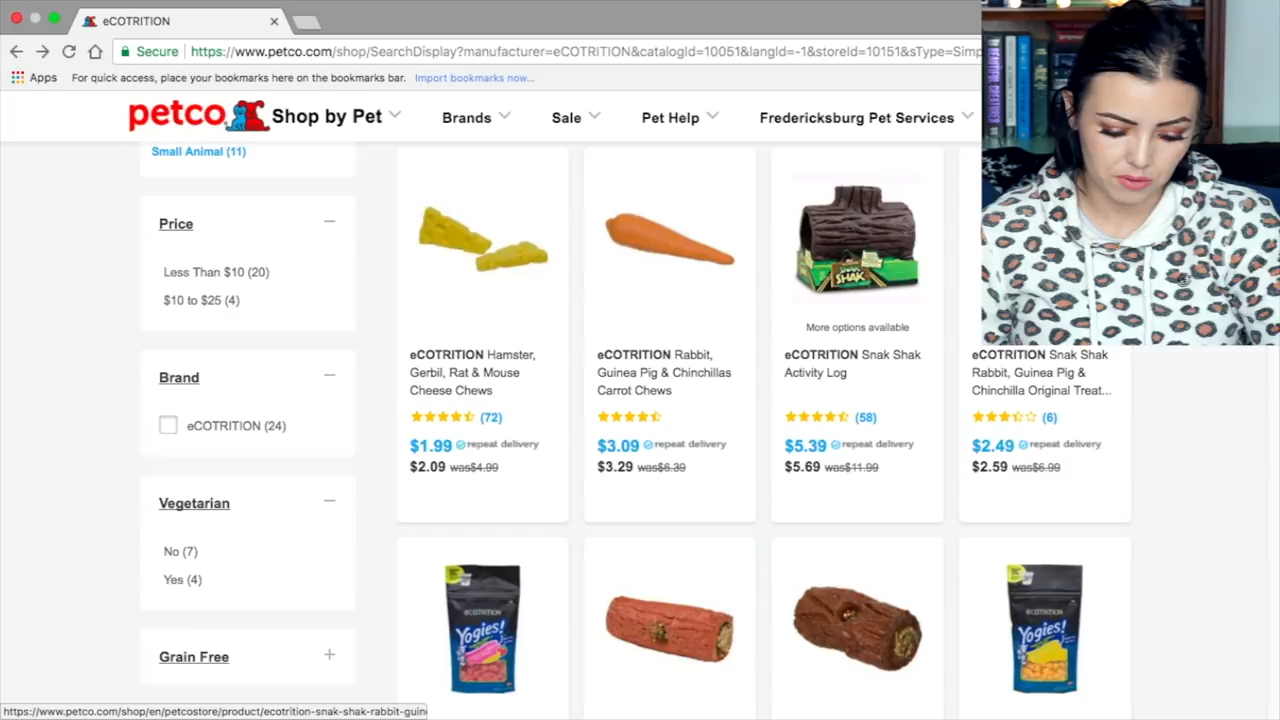 eCOTRITION
Secure https://www.petco.com/shop/SearchDisplay?manufacturer=eCOTRITION&catalogId=10051&langId=-1&storeId=10151&sType=Sim
Apps For quick access, place your bookmarks here on the bookmarks bar. Import bookmarks now...
petco Shop by Pet Brands Sale Pet Help Fredericksburg Pet Services
Small Animal (11)
Price
Less Than $10 (20)
$10 to $25 (4)
Brand
eCOTRITION (24)
Vegetarian
No (7)
Yes (4)
Grain Free
eCOTRITION Hamster,
Gerbil, Rat & Mouse
Cheese Chews
(72)
$1.99 repeat delivery
$2.09 was$4.99
eCOTRITION Rabbit,
Guinea Pig & Chinchillas
Carrot Chews
$3.09 repeat delivery
$3.29 was$6.39
SNAK
SHAK
More options available
eCOTRITION Snak Shak
Activity Log
(58)
$5.39 repeat delivery
$5.69 was$11.99
eCOTRITION Snak Shak
Rabbit, Guinea Pig &
Chinchilla Original Treat...
(6)
$2.49 repeat delivery
$2.59 was$6.99
eCOTRITION
Yogies!
eCOTRITION
Yogies!
https://www.petco.com/shop/en/petcostore/product/ecotrition-snak-shak-rabbit-guin
BEAUTIFUL CREATURES